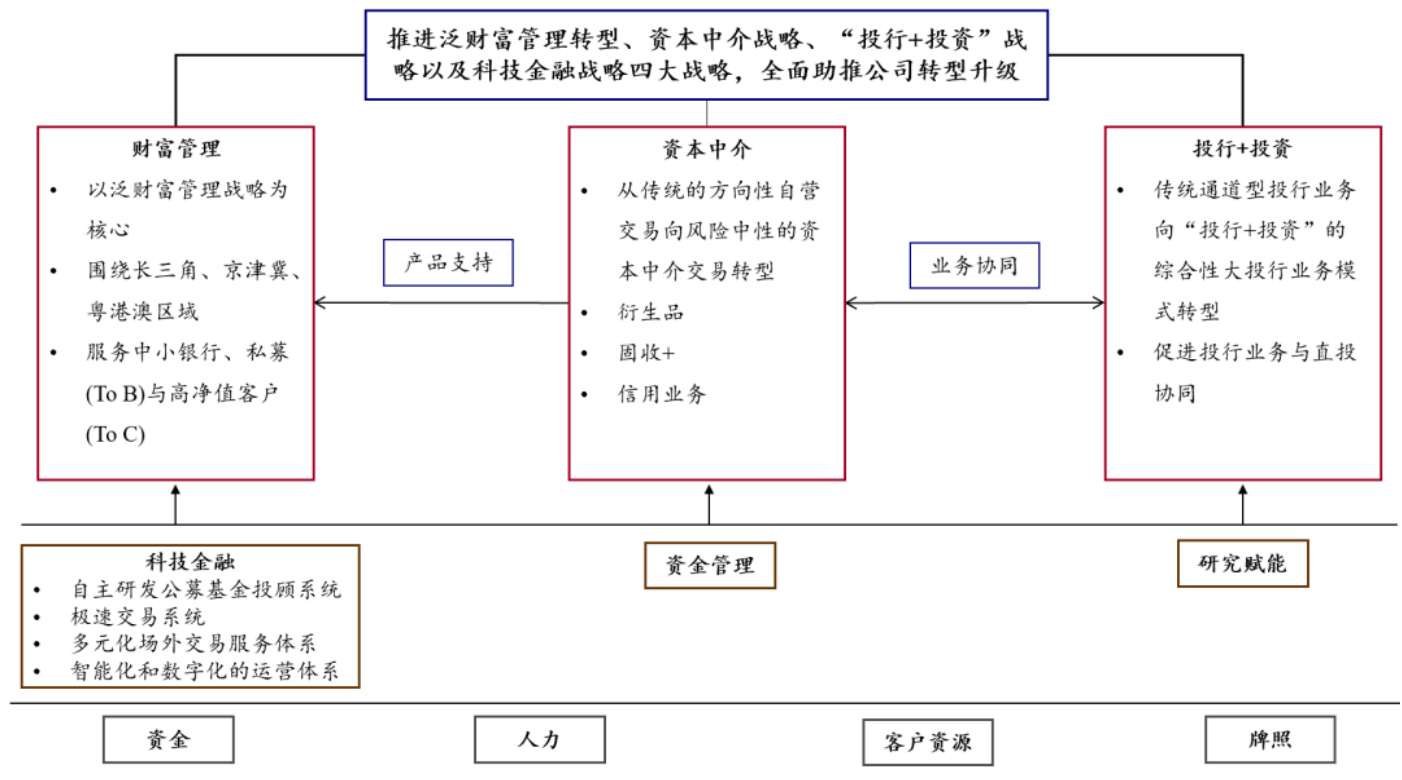 推进泛财富管理转型、资本中介战略、“投行+投资”战
略以及科技金融战略四大战略，全面助推公司转型升级
财富管理
• 以泛财富管理战略为
核心
• 围绕长三角、京津冀、
粤港澳区域
• 服务中小银行、私募
(To B)与高净值客户
(To C)
产品支持
资本中介
• 从传统的方向性自营
交易向风险中性的资
本中介交易转型
• 衍生品
• 固收+
• 信用业务
业务协同
投行+投资
• 传统通道型投行业务
向“投行+投资”的
综合性大投行业务模
式转型
• 促进投行业务与直投
协同
科技金融
• 自主研发公募基金投顾系统
• 极速交易系统
• 多元化场外交易服务体系
• 智能化和数字化的运营体系
资金管理
研究赋能
资金
人力
客户资源
牌照